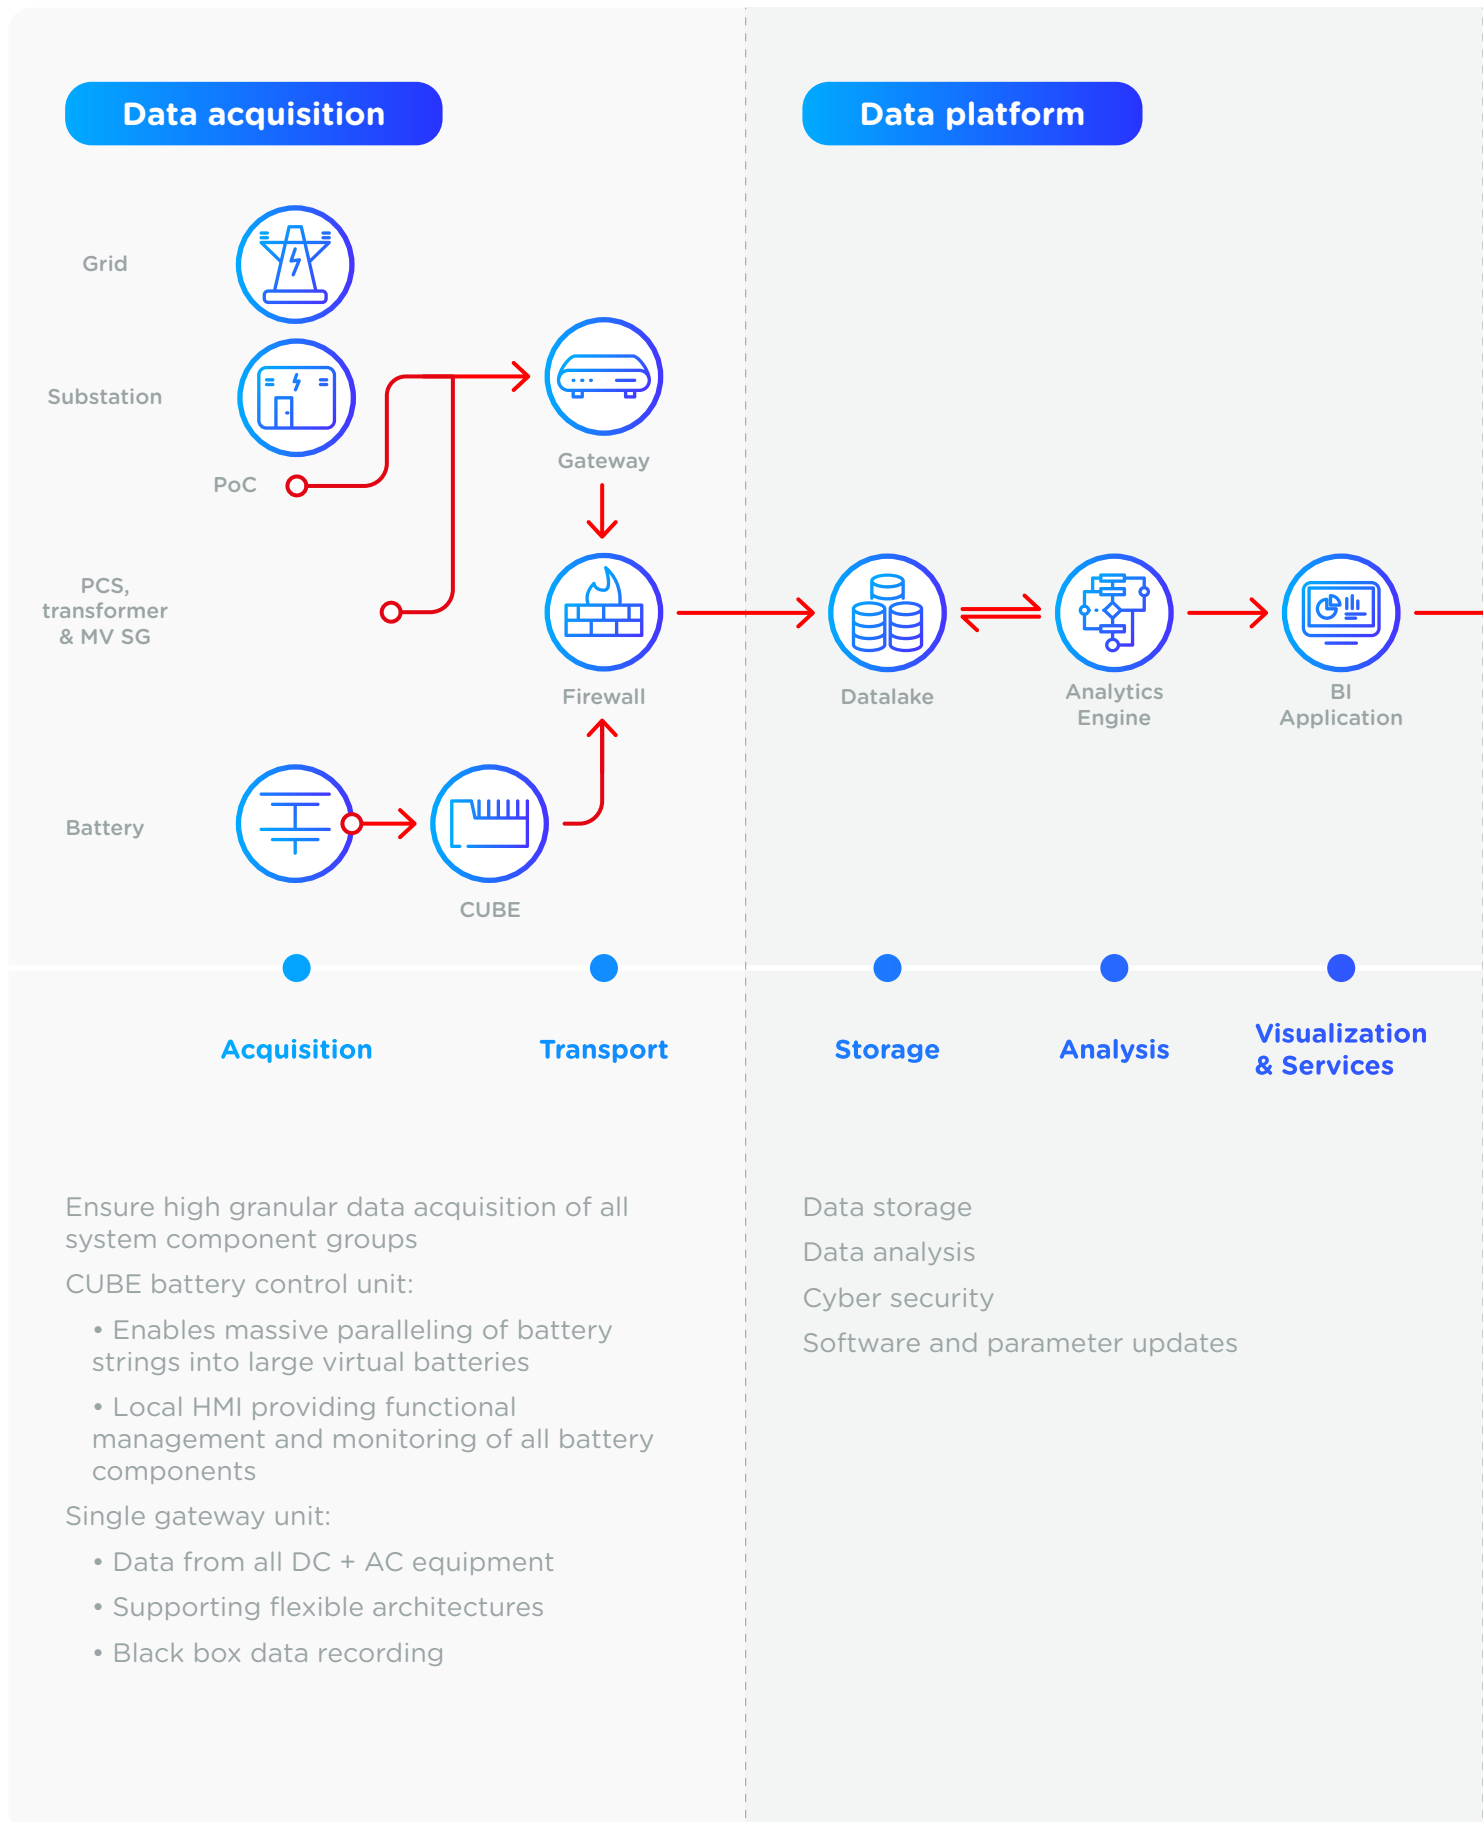 Data acquisition
Grid
Substation
PoC
Gateway
PCS,
transformer
& MV SG
Firewall
Battery
CUBE
Acquisition
Transport
Ensure high granular data acquisition of all
system component groups
CUBE battery control unit:
• Enables massive paralleling of battery
strings into large virtual batteries
• Local HMI providing functional
management and monitoring of all battery
components
Single gateway unit:
• Data from all DC + AC equipment
• Supporting flexible architectures
• Black box data recording
Data platform
Datalake
Analytics
Engine
BI
Application
Storage
Analysis
Visualization
& Services
Data storage
Data analysis
Cyber security
Software and parameter updates